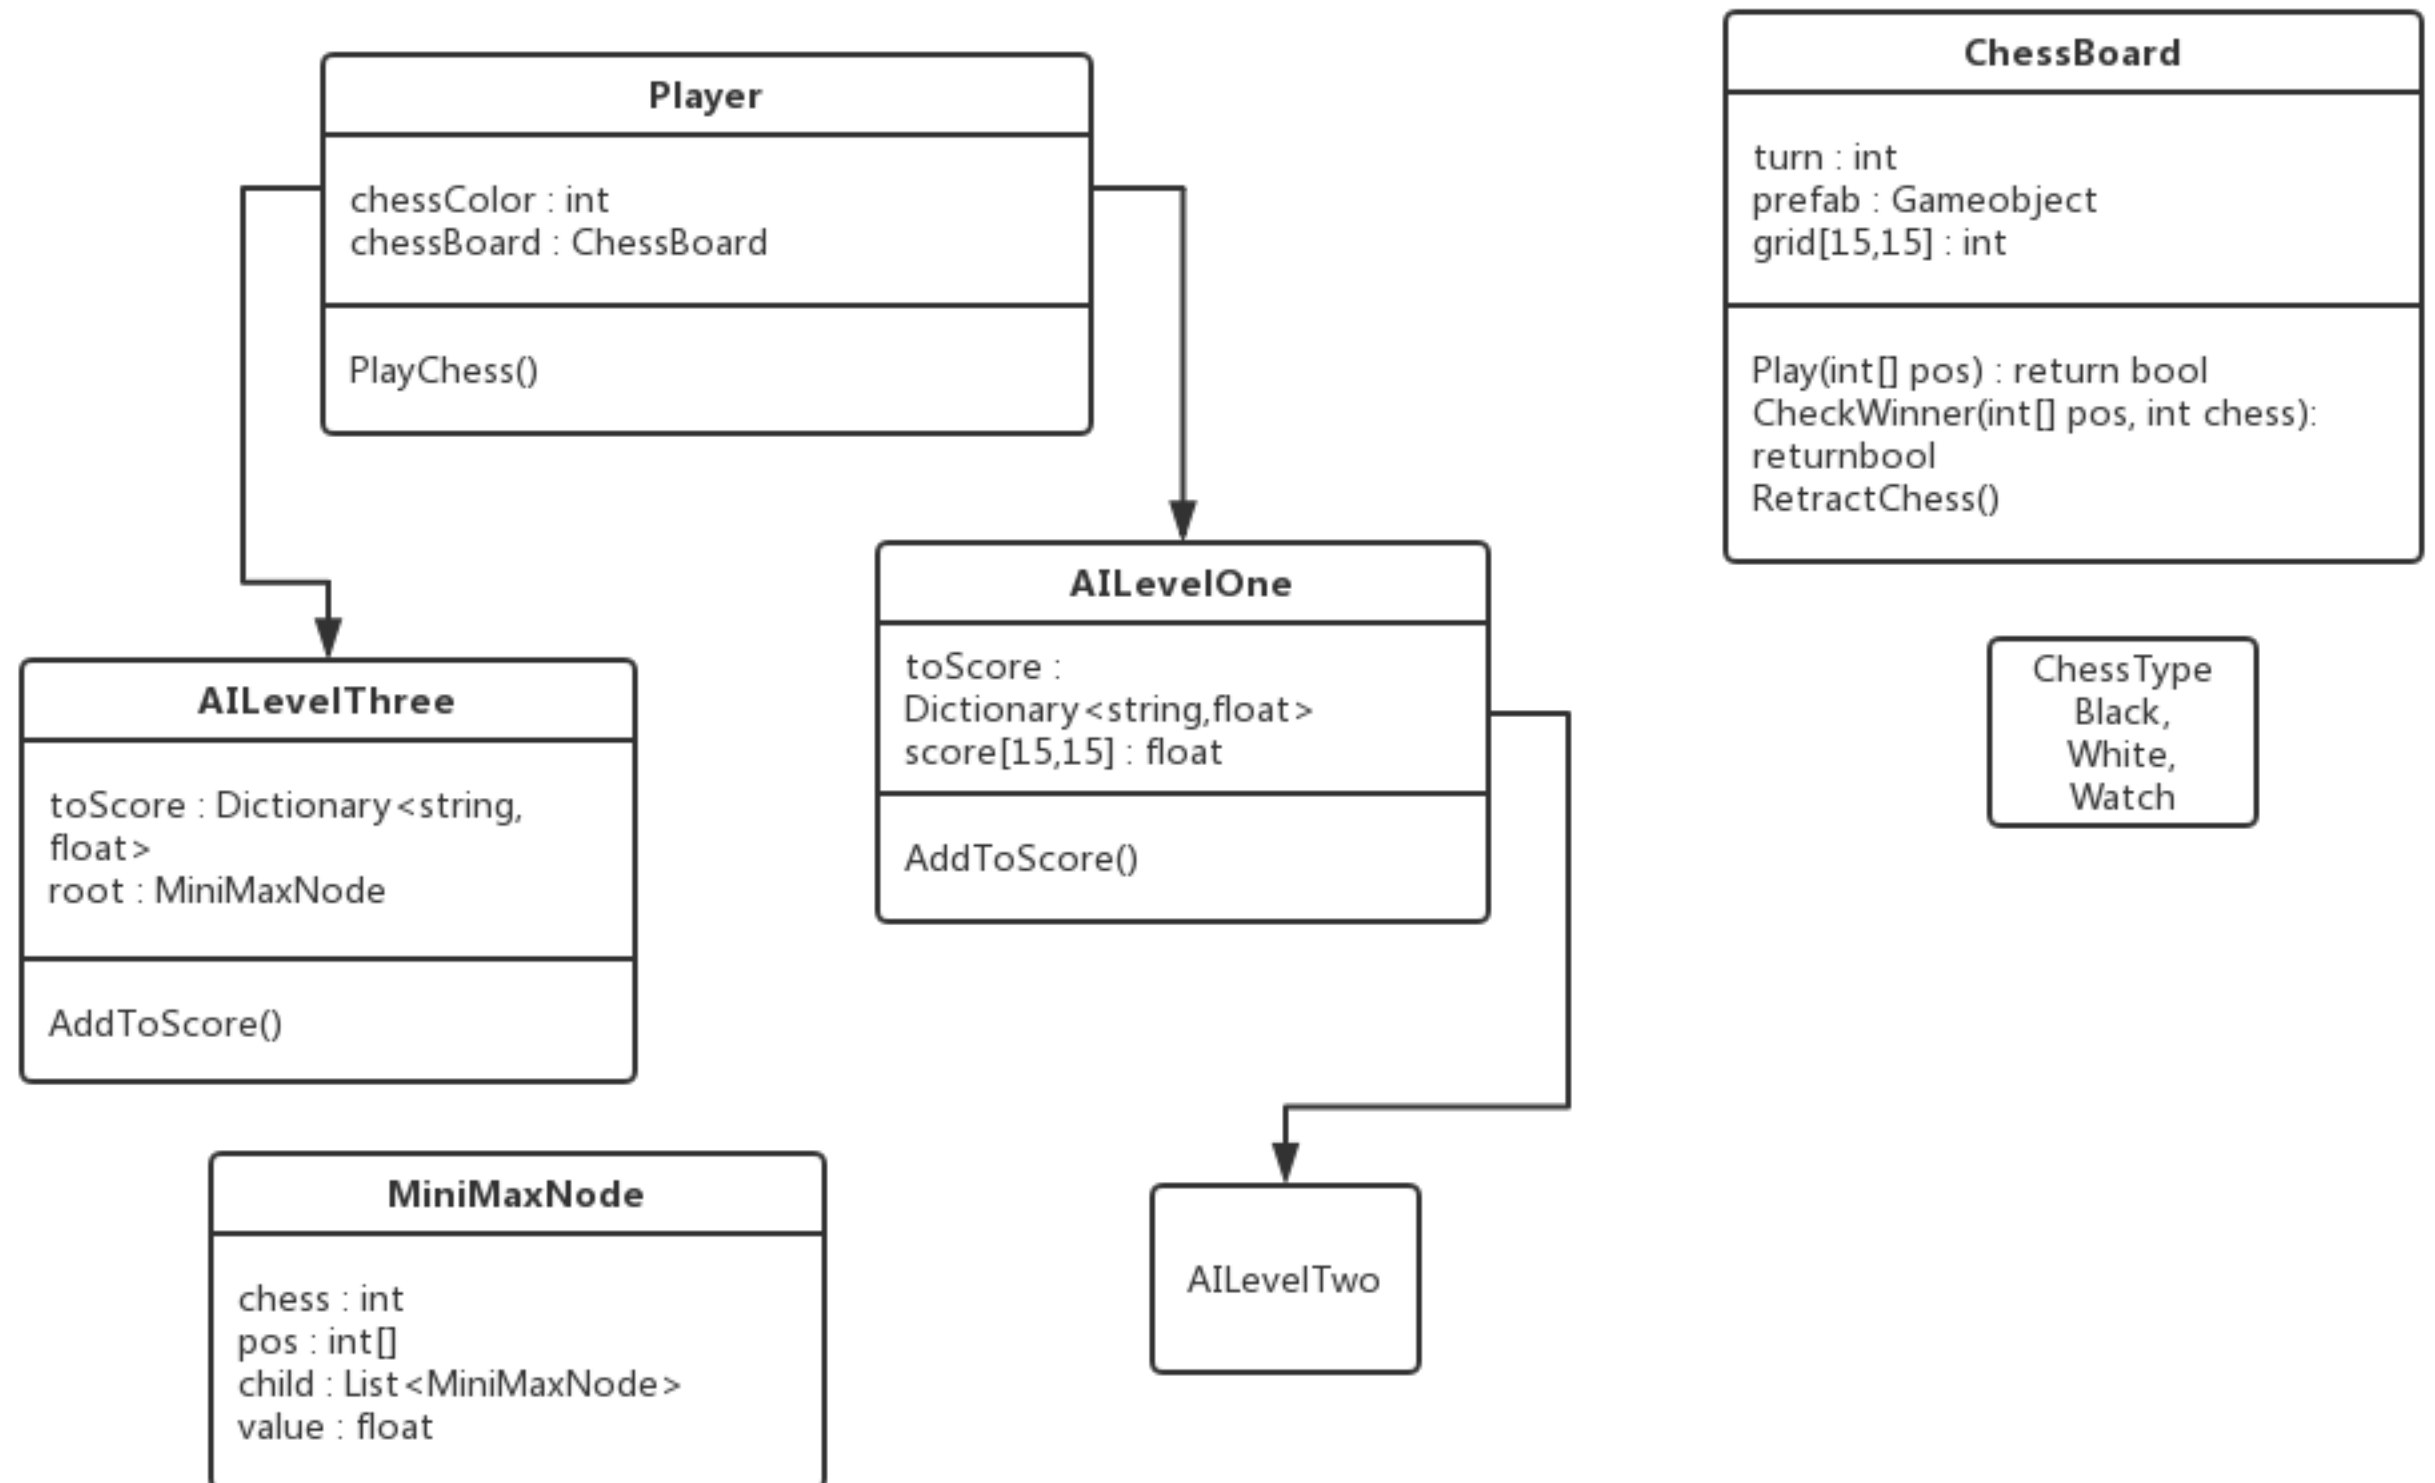 Player
chessColor : int
chessBoard : ChessBoard
PlayChess()
ChessBoard
turn : int
prefab : Gameobject
grid[15,15] : int
Play(int[] pos) : return bool
CheckWinner(int[] pos, int chess):
returnbool
RetractChess()
AILevelOne
toScore :
Dictionary<string,float>
score[15,15] : float
AddToScore()
ChessType
Black,
White,
Watch
AILevelThree
toScore : Dictionary<string,
float>
root : MiniMaxNode
AddToScore()
MiniMaxNode
chess : int
pos : int[]
child : List<MiniMaxNode>
value : float
AILevelTwo